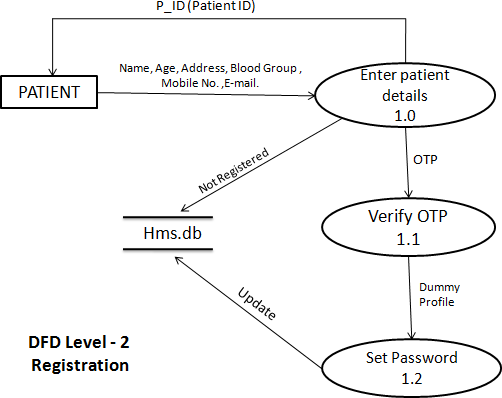 P_ID (Patient ID)
Name, Age, Address, Blood Group ,
Mobile No. ,E-mail.
PATIENT
Enter patient
details
1.0
Not Registered
OTP
Hms.db
Verify OTP
1.1
Update
Dummy
Profile
DFD Level - 2
Registration
Set Password
1.2